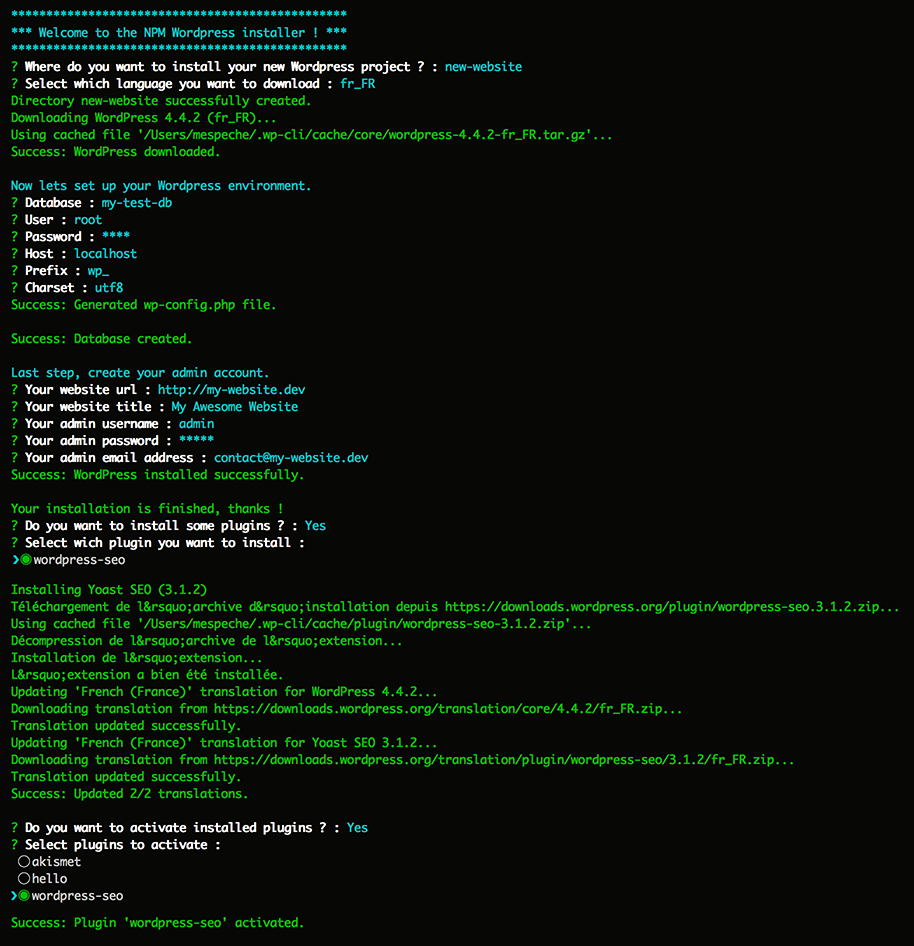 ************************************************
*** Welcome to the NPM Wordpress installer ! ***
************************************************
? Where do you want to install your new Wordpress project ? : new-website
? Select which language you want to download : fr_FR
Directory new-website successfully created.
Downloading WordPress 4.4.2 (fr_FR)...
Using cached file '/Users/mespeche/.wp-cli/cache/core/wordpress-4.4.2-fr_FR.tar.gz'...
Success: WordPress downloaded.

Now lets set up your Wordpress environment.
? Database : my-test-db
? User : root
? Password : ****
? Host : localhost
? Prefix : wp_
? Charset : utf8
Success: Generated wp-config.php file.

Success: Database created.

Last step, create your admin account.
? Your website url : http://my-website.dev
? Your website title : My Awesome Website
? Your admin username : admin
? Your admin password : *****
? Your admin email address : contact@my-website.dev
Success: WordPress installed successfully.

Your installation is finished, thanks !
? Do you want to install some plugins ? : Yes
? Select wich plugin you want to install :
❯◉wordpress-seo

Installing Yoast SEO (3.1.2)
Téléchargement de l&rsquo;archive d&rsquo;installation depuis https://downloads.wordpress.org/plugin/wordpress-seo.3.1.2.zip...
Using cached file '/Users/mespeche/.wp-cli/cache/plugin/wordpress-seo-3.1.2.zip'...
Décompression de l&rsquo;archive de l&rsquo;extension...
Installation de l&rsquo;extension...
L&rsquo;extension a bien été installée.
Updating 'French (France)' translation for WordPress 4.4.2...
Downloading translation from https://downloads.wordpress.org/translation/core/4.4.2/fr_FR.zip...
Translation updated successfully.
Updating 'French (France)' translation for Yoast SEO 3.1.2...
Downloading translation from https://downloads.wordpress.org/translation/plugin/wordpress-seo/3.1.2/fr_FR.zip...
Translation updated successfully.
Success: Updated 2/2 translations.

? Do you want to activate installed plugins ? : Yes
? Select plugins to activate :
◯akismet
◯hello
❯◉wordpress-seo

Success: Plugin 'wordpress-seo' activated.